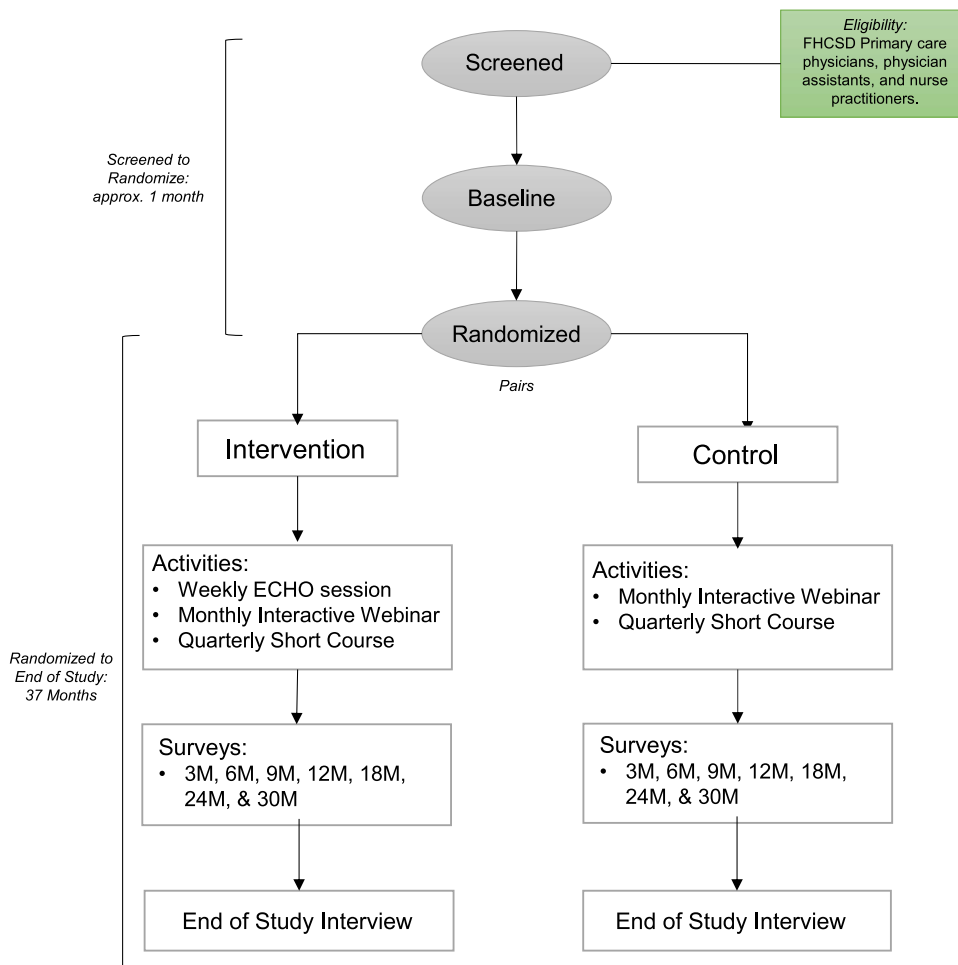 Eligibility:
FHCSD Primary care
physicians, physician
assistants, and nurse
practitioners.
Screened
Screened to
Randomize:
approx. 1 month
Baseline
Randomized
Pairs
Intervention
Control
Activities:
• Weekly ECHO session
• Monthly Interactive Webinar
• Quarterly Short Course
Activities:
• Monthly Interactive Webinar
• Quarterly Short Course
Randomized to
End of Study:
37 Months
Surveys:
• 3M, 6M, 9M, 12M, 18M,
24M, & 30M
Surveys:
• 3M, 6M, 9M, 12M, 18M,
24M, & 30M
End of Study Interview
End of Study Interview